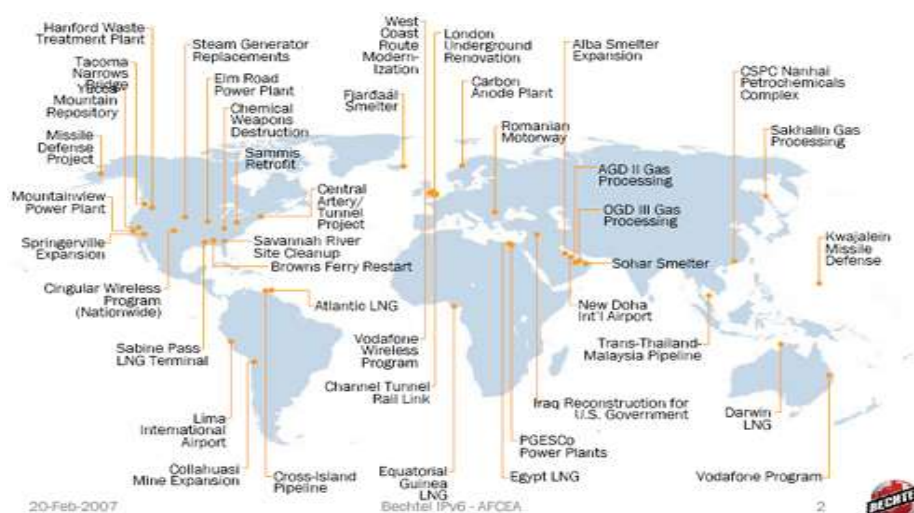 Hanford Waste
Treatment Plant
Tacoma
Narrows
Bridge
Yucca
Mountain
Repository
Missile
Defense Project
Mountainview
Power Plant
Springerville
Expansion
Cingular Wireless
Program
(Nationwide)
Sabine Pass
LNG Terminal
Lima
International
Airport
Collahuasi
Mine Expansion
Cross-Island
Pipeline
Steam Generator
Replacements
Elm Road
Power Plant
Chemical
Weapons
Destruction
Sammis
Retrofit
Central
Artery/
Tunnel
Project
Savannah River
Site Cleanup
Browns Ferry Restart
Atlantic LNG
West
Coast
Route
Modern-
ization
Fjarðaál
Smelter
London
Underground
Renovation
Carbon
Anode Plant
Romanian
Motorway
Vodafone
Wireless
Program
Channel Tunnel
Rail Link
Equatorial
Guinea
LNG
Alba Smelter
Expansion
AGD II Gas
Processing
OGD III Gas
Processing
Sohar Smelter
New Doha
Int'l Airport
Iraq Reconstruction for
U.S. Government
PGESCo
Power Plants
Egypt LNG
CSPC Nanhai
Petrochemicals
Complex
Sakhalin Gas
Processing
Kwajalein
Missile
Defense
Trans-Thailand-
Malaysia Pipeline
Darwin
LNG
Vodafone Program
20-Feb-2007
Bechtel IPv6 - AFCEA
2
BECHTEL